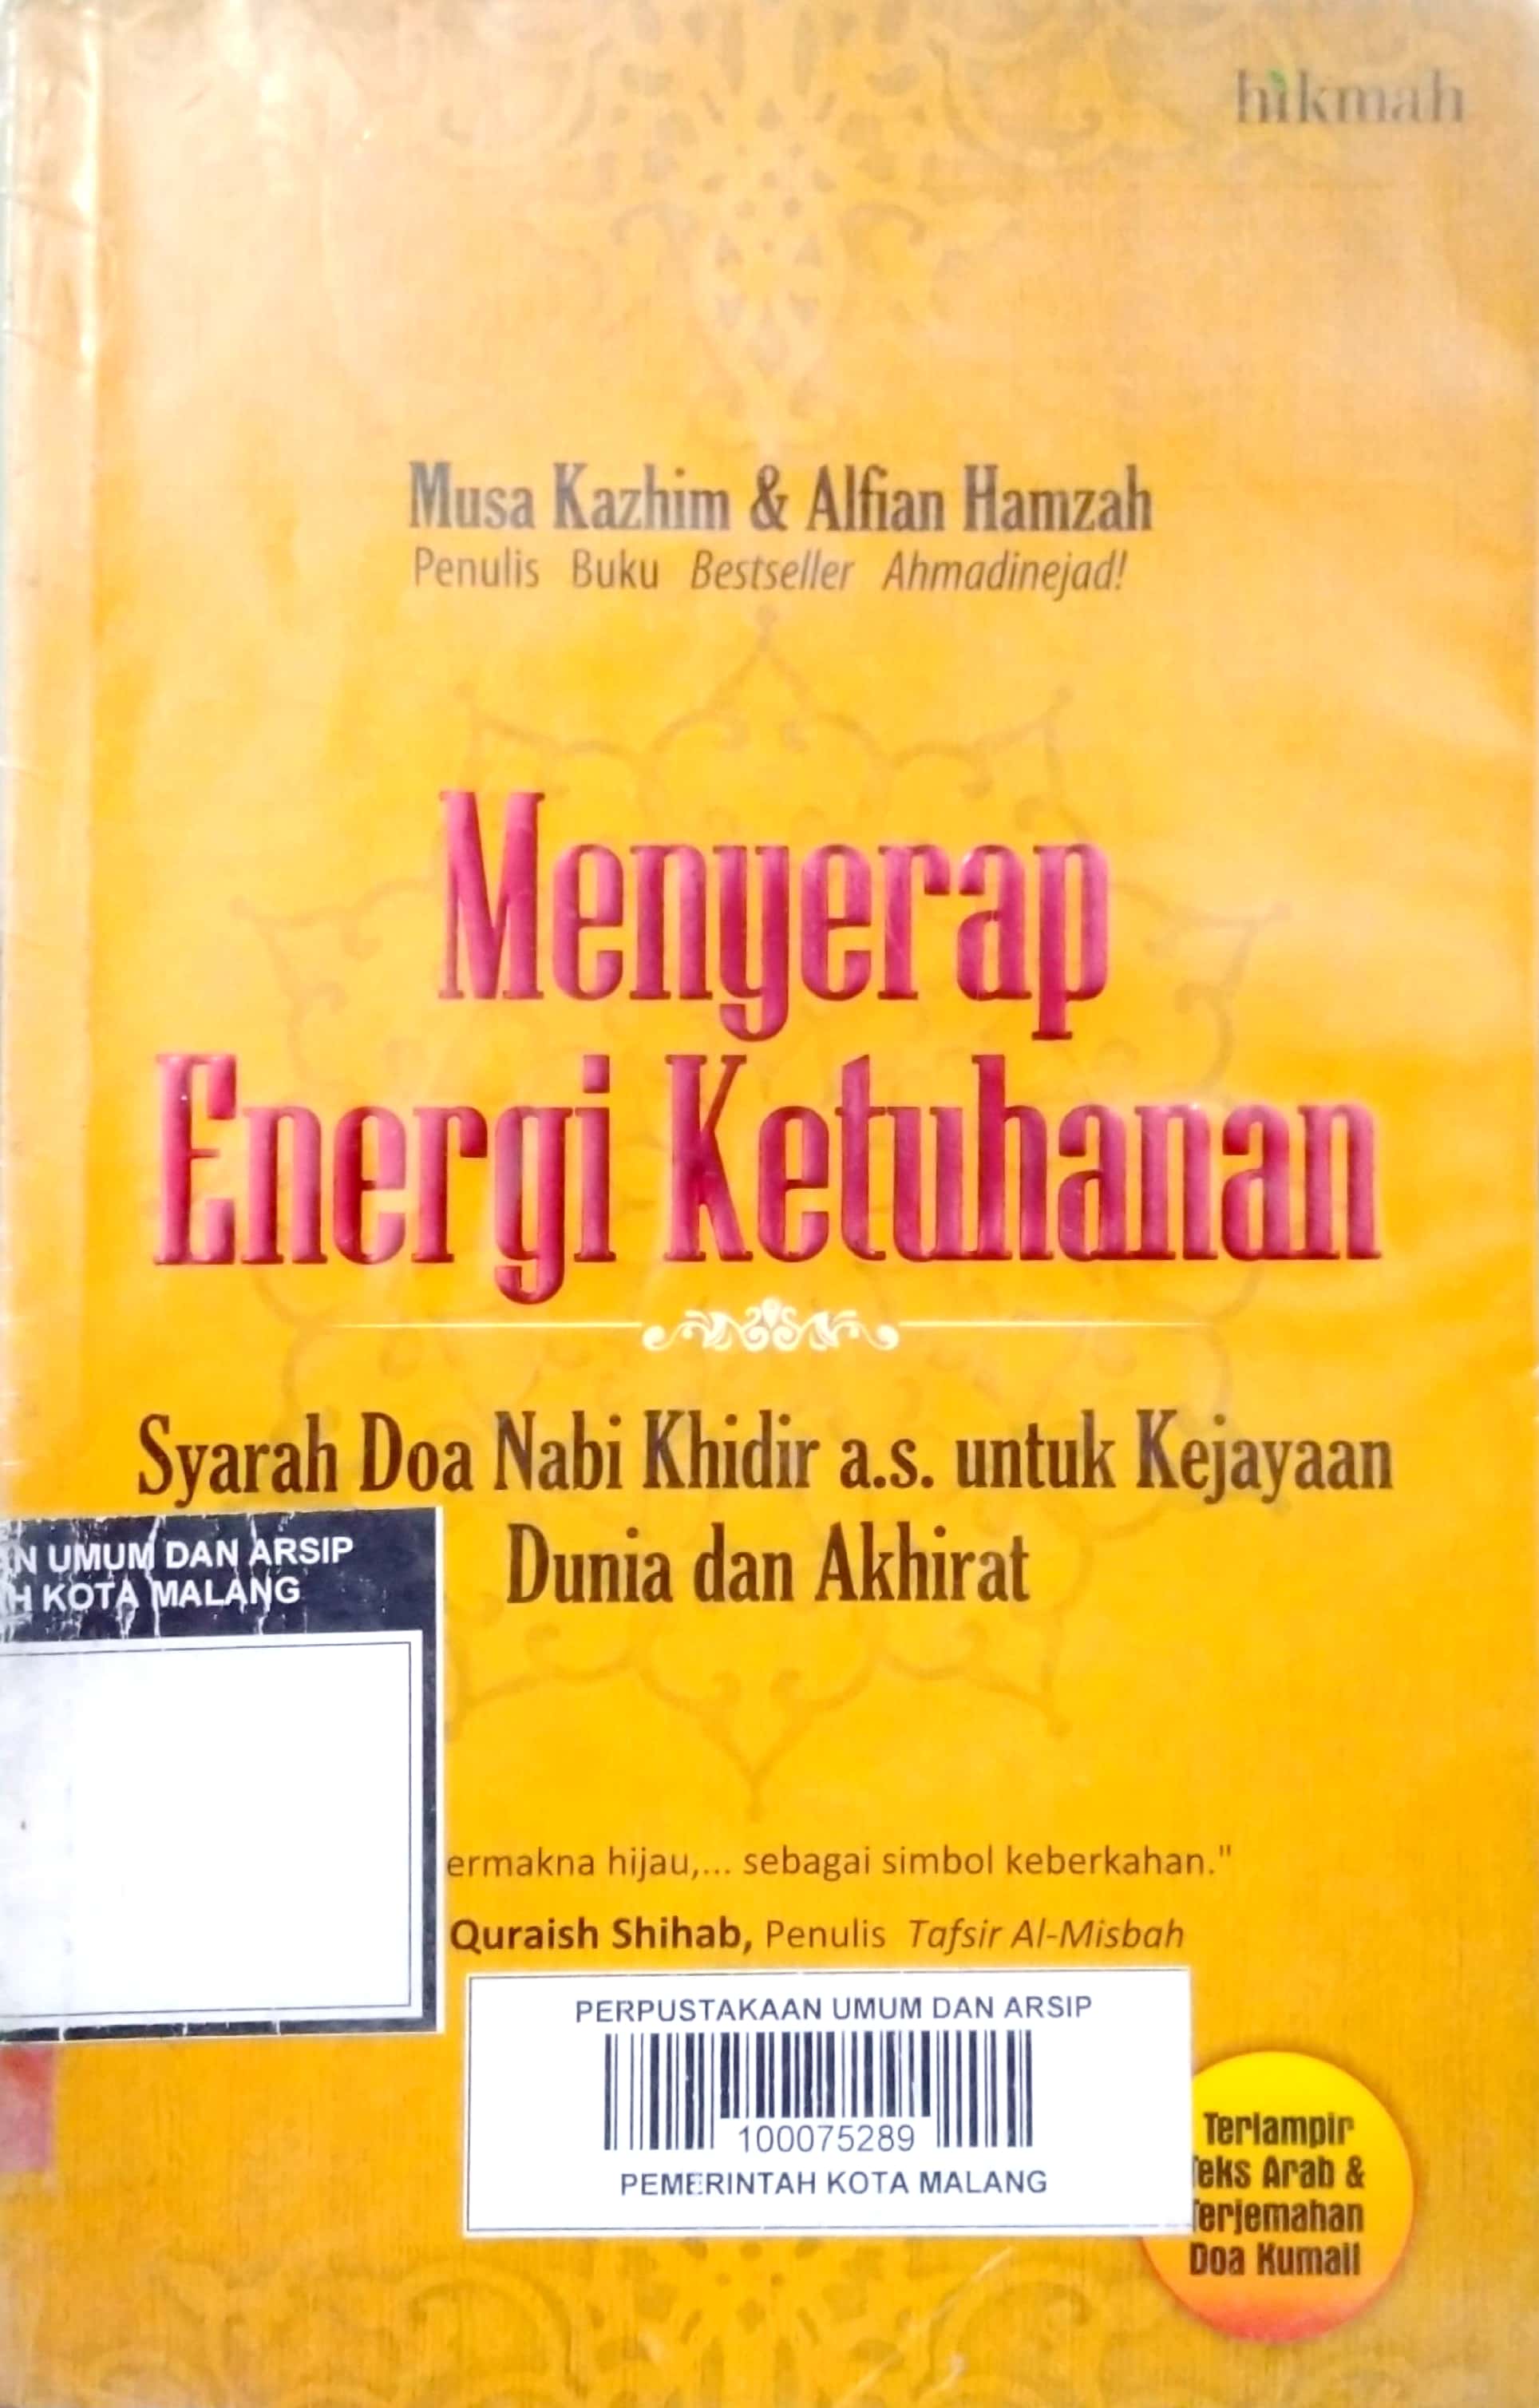 hikmah
Musa Kazhim & Alfian Hamzah
Penulis Buku Bestseller Ahmadinejad!
Menyerap
Energi Ketuhanan
Syarah Doa Nabi Khidir a.s. untuk Kejayaan
Dunia dan Akhirat
N UMUM DAN ARSIP
H KOTA MALANG
ermakna hijau,... sebagai simbol keberkahan."
Quraish Shihab, Penulis Tafsir Al-Misbah
PERPUSTAKAAN UMUM DAN ARSIP
100075289
PEMERINTAH KOTA MALANG
Terlampir
Teks Arab &
Terjemahan
Doa Kumail